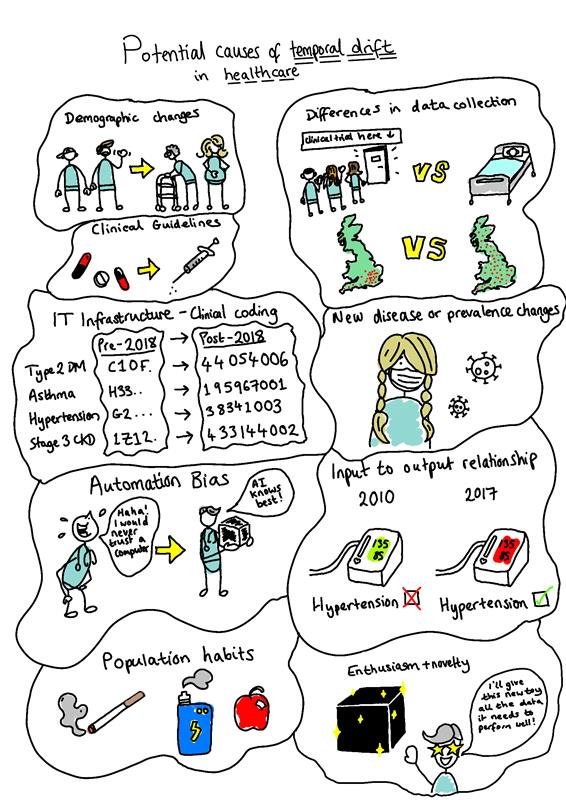 Potential causes of temporal drift
in healthcare
Demographic changes
Clinical Guidelines
IT Infrastructure - Clinical coding
Pre-2018 → Post-2018
Type 2 DM C10F. → 44054006
Asthma H33.. → 195967001
Hypertension G2... → 38341003
Stage 3 CKD 1Z12. → 433144002
Automation Bias
Haha!
I would
never
trust a
computer
AI
knows
best!
Population habits
Differences in data collection
clinical trial here ↓
VS
VS
New disease or prevalence changes
Input to output relationship
2010 2017
135 135
85 85
Hypertension ☒ Hypertension ☑
Enthusiasm + novelty
I'll give
this new toy
all the data
it needs to
perform well!